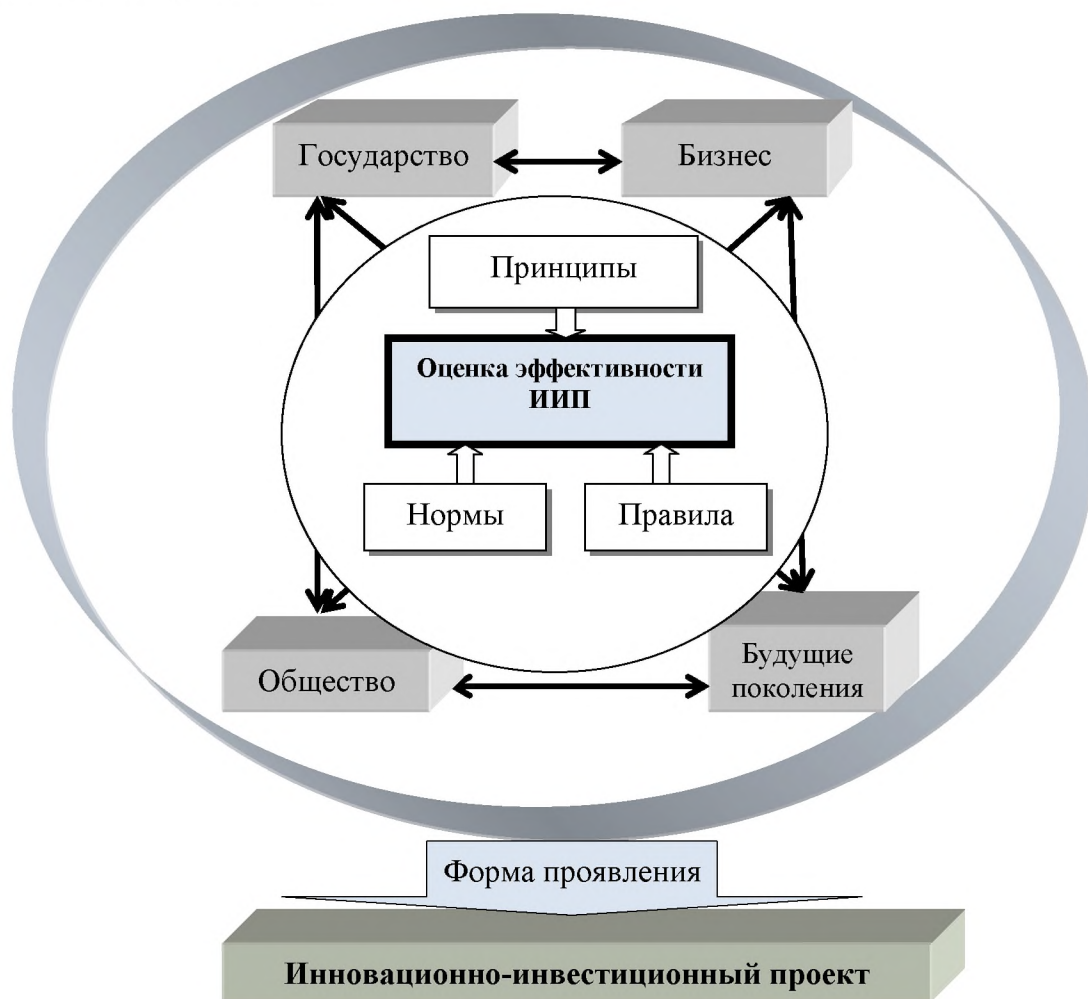 Государство
Бизнес
Принципы
Оценка эффективности
ИИП
Нормы
Правила
Общество
Будущие
поколения
Форма проявления
Инновационно-инвестиционный проект